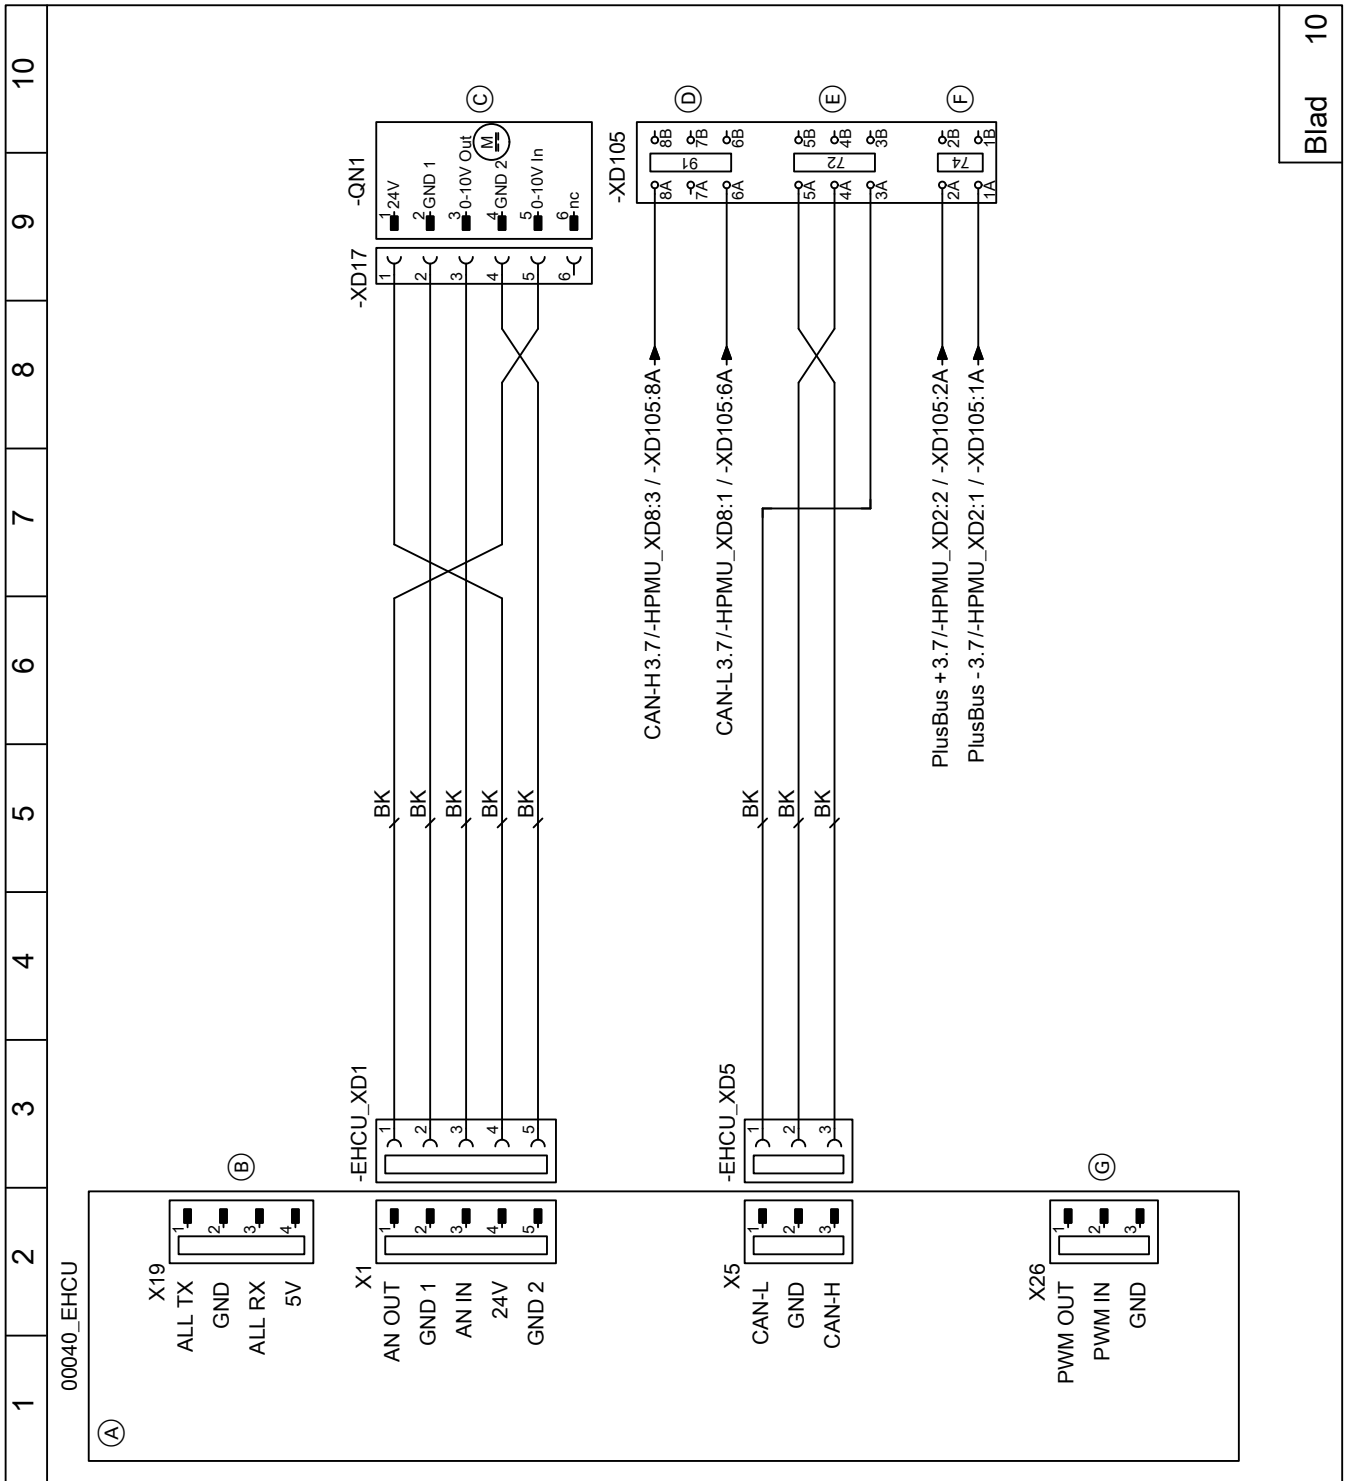 1
2
3
4
5
6
7
8
9
10
Blad 10
00040_EHCU
A
X19
1
2
3
4
ALL TX
GND
ALL RX
5V
B
X1
1
2
3
4
5
AN OUT
GND 1
AN IN
24V
GND 2
-EHCU_XD1
1
2
3
4
5
BK
BK
BK
BK
BK
-XD17
1
2
3
4
5
6
-QN1
1 24V
2 GND 1
3 0-10V Out
4 GND 2
5 0-10V In
6 nc
M
C
X5
1
2
3
CAN-L
GND
CAN-H
-EHCU_XD5
1
2
3
BK
BK
BK
CAN-H 3.7 /-HPMU_XD8:3 / -XD105:8A
CAN-L 3.7 /-HPMU_XD8:1 / -XD105:6A
PlusBus + 3.7 /-HPMU_XD2:2 / -XD105:2A
PlusBus - 3.7 /-HPMU_XD2:1 / -XD105:1A
-XD105
8A 8B
7A 7B
6A 6B
91
D
5A 5B
4A 4B
3A 3B
72
E
2A 2B
1A 1B
74
F
X26
1
2
3
PWM OUT
PWM IN
GND
G